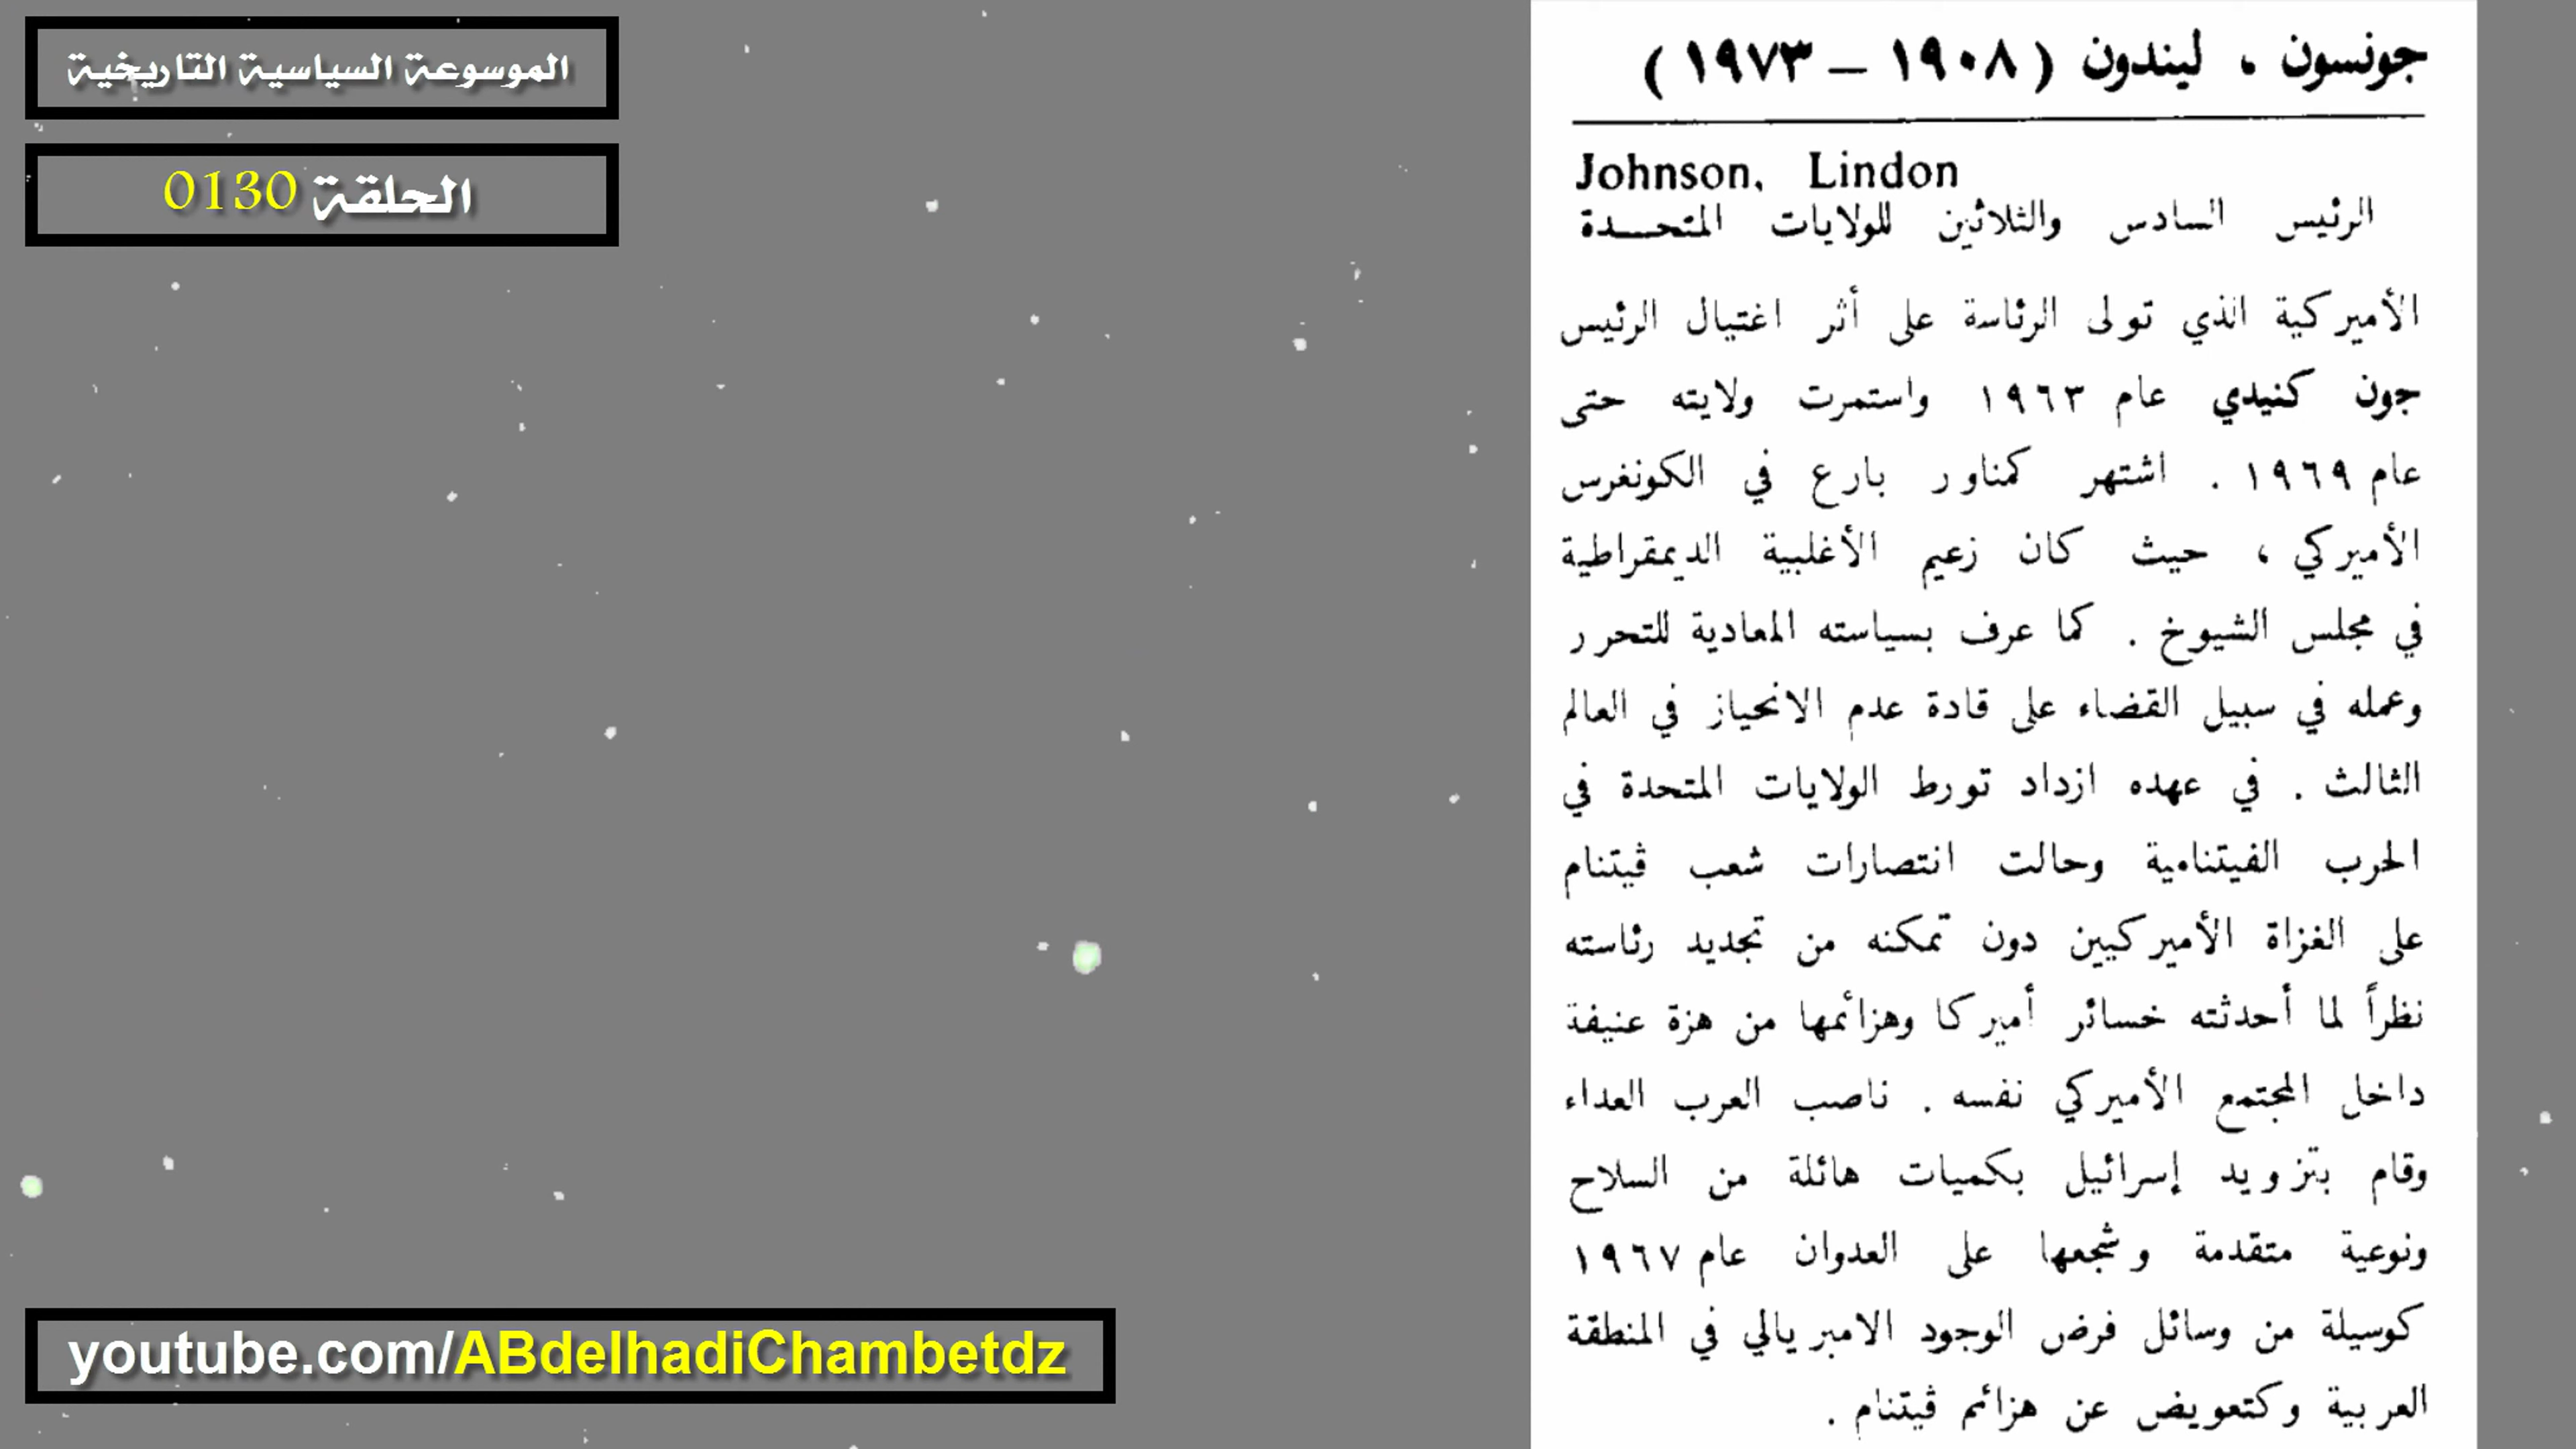 الموسوعة السياسية التاريخية
الحلقة 0130
جونسون ، ليندون ( ١٩٠٨ – ١٩٧٣ )
Johnson, Lindon
الرئيس السادس والثلاثين للولايات المتحدة
الأميركية الذي تولى الرئاسة على أثر اغتيال الرئيس
جون كنيدي عام ١٩٦٣ واستمرت ولايته حتى
عام ١٩٦٩ . اشتهر كمناور بارع في الكونغرس
الأميركي ، حيث كان زعيم الأغلبية الديمقراطية
في مجلس الشيوخ . كما عرف بسياسته المعادية للتحرر
وعمله في سبيل القضاء على قادة عدم الانحياز في العالم
الثالث . في عهده ازداد تورط الولايات المتحدة في
الحرب الفيتنامية وحالت انتصارات شعب ڤيتنام
على الغزاة الأميركيين دون تمكنه من تجديد رئاسته
نظراً لما أحدثته خسائر أميركا وهزائمها من هزة عنيفة
داخل المجتمع الأميركي نفسه . ناصب العرب العداء
وقام بتزويد إسرائيل بكميات هائلة من السلاح
ونوعية متقدمة وشجعها على العدوان عام ١٩٦٧
كوسيلة من وسائل فرض الوجود الامبريالي في المنطقة
العربية وكتعويض عن هزائم ڤيتنام .
youtube.com/ABdelhadiChambetdz